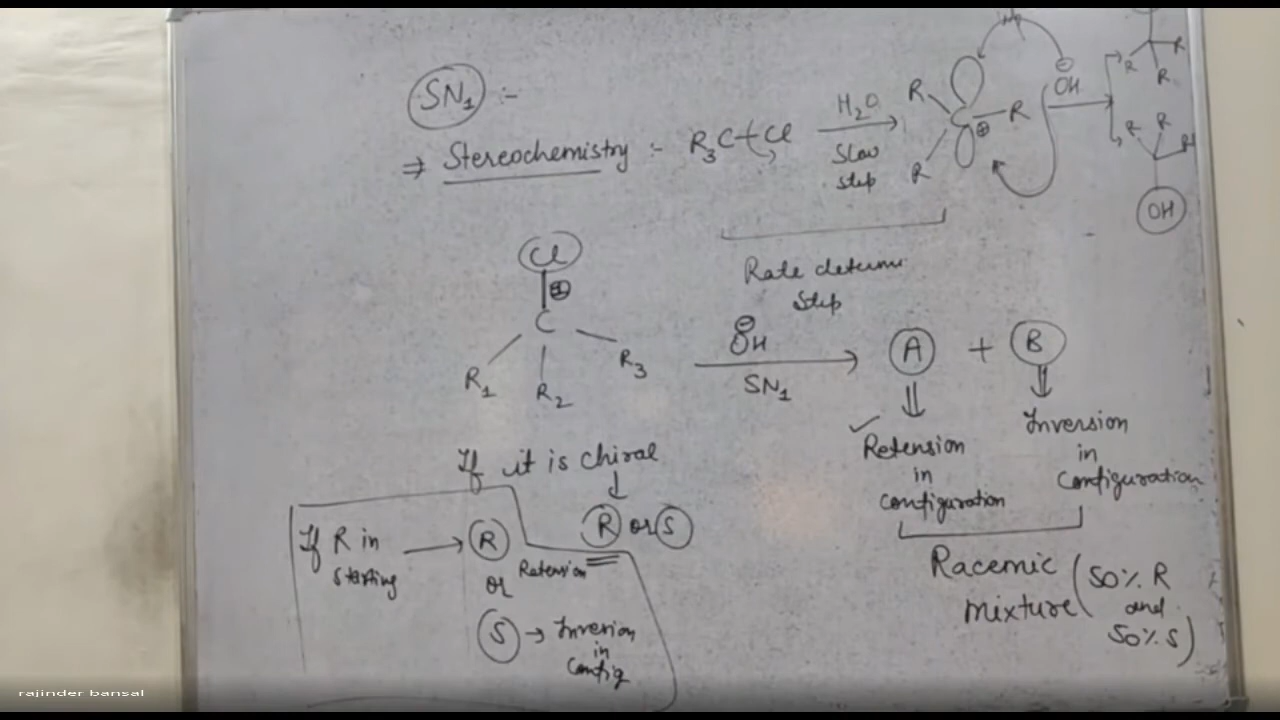 SN1 :-
⇒ Stereochemistry :- R3C-Cl
H2O
Slow
step
R
C
⊕
R
R
⊖
OH
R
R
R
R
R
OH
Rate determi
Step
Cl
⊕
C
R1
R2
R3
⊖
OH
SN1
A + B
✓ Retension
in
Configuration
Inversion
in
Configuration
If it is chiral
R or S
If R in
Starting
R
Retension
or
S → Inversion
in
Config
Racemic
mixture
(50% R
and
50% S)
rajinder bansal